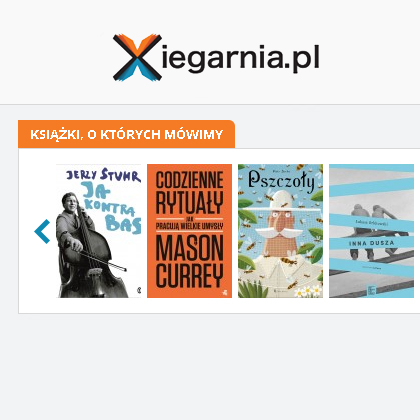 Xiegarnia.pl
KSIĄŻKI, O KTÓRYCH MÓWIMY
JERZY STUHR
JA
KONTRA
BAS
CODZIENNE
RYTUAŁY
JAK
PRACUJĄ WIELKIE UMYSŁY
MASON
CURREY
Pszczoły
INNA DUSZA